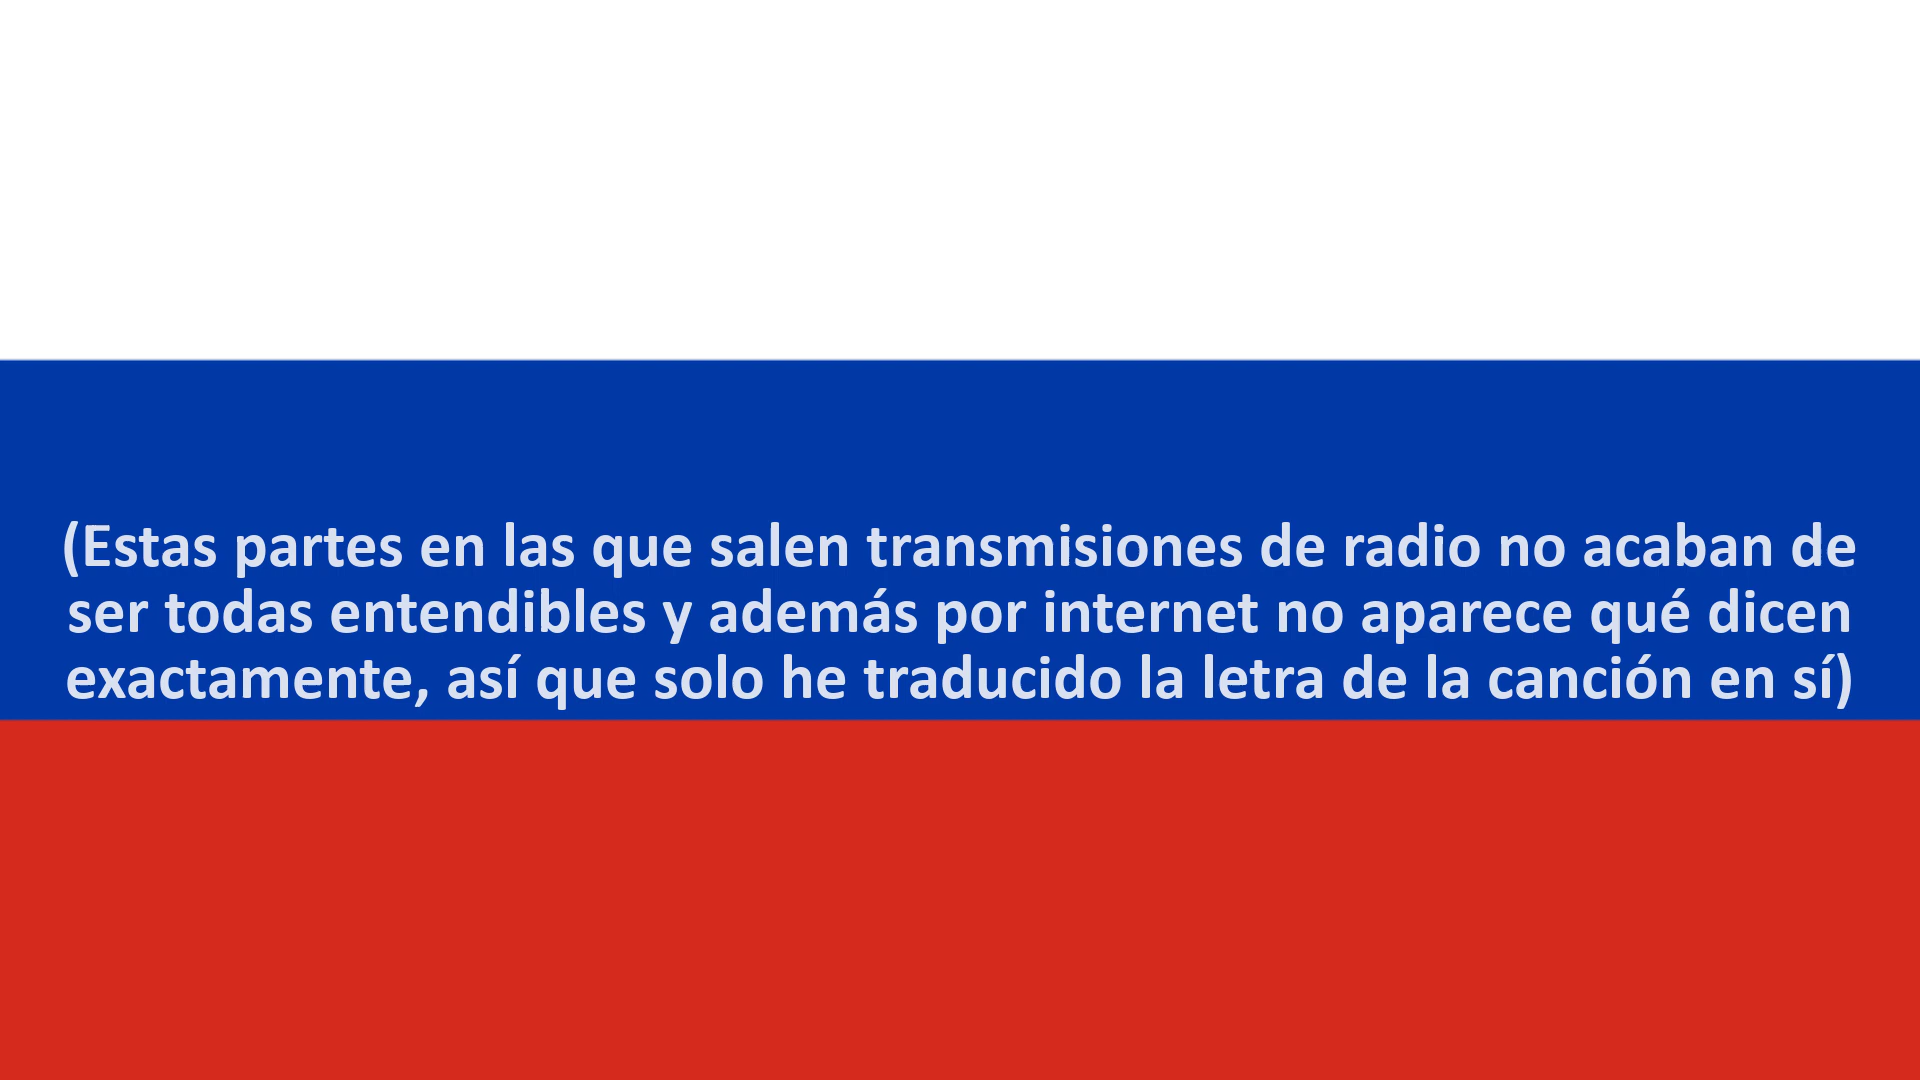 (Estas partes en las que salen transmisiones de radio no acaban de
ser todas entendibles y además por internet no aparece qué dicen
exactamente, así que solo he traducido la letra de la canción en sí)